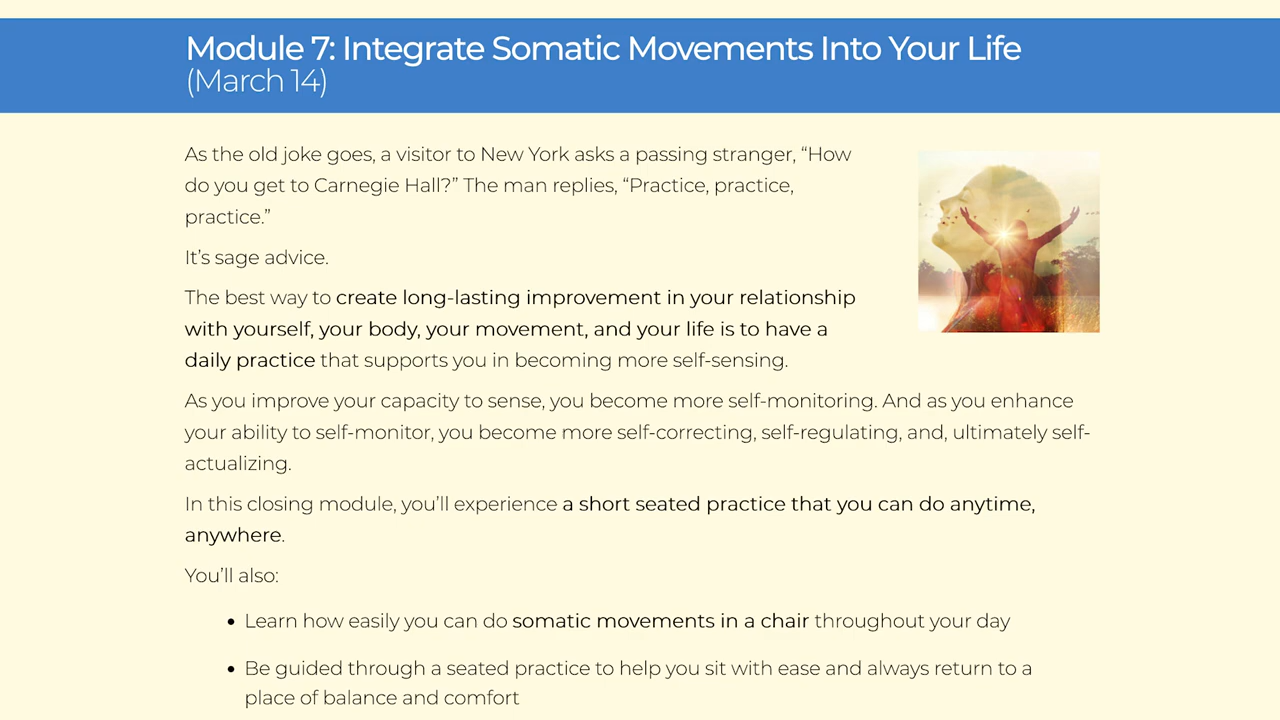 Module 7: Integrate Somatic Movements Into Your Life
(March 14)
As the old joke goes, a visitor to New York asks a passing stranger, “How
do you get to Carnegie Hall?” The man replies, “Practice, practice,
practice.”
It’s sage advice.
The best way to create long-lasting improvement in your relationship
with yourself, your body, your movement, and your life is to have a
daily practice that supports you in becoming more self-sensing.
As you improve your capacity to sense, you become more self-monitoring. And as you enhance
your ability to self-monitor, you become more self-correcting, self-regulating, and, ultimately self-
actualizing.
In this closing module, you’ll experience a short seated practice that you can do anytime,
anywhere.
You’ll also:
• Learn how easily you can do somatic movements in a chair throughout your day
• Be guided through a seated practice to help you sit with ease and always return to a
place of balance and comfort